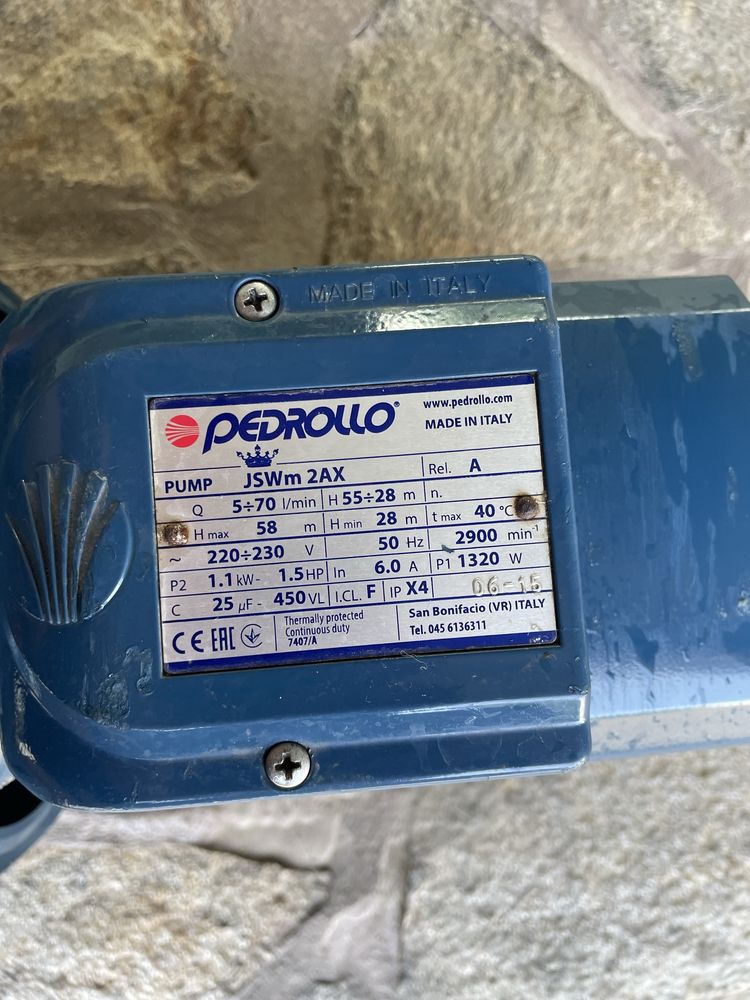 MADE IN ITALY
PEDROLLO® www.pedrollo.com
MADE IN ITALY
PUMP JSWm 2AX Rel. A
Q 5÷70 l/min H 55÷28 m n.
H max 58 m H min 28 m t max 40 °C
~ 220÷230 V 50 Hz 2900 min-1
P2 1.1 kW- 1.5 HP In 6.0 A P1 1320 W
C 25 µF- 450 VL I.CL. F IP X4 06-15
CE EAC Thermally protected
Continuous duty
7407/A
San Bonifacio (VR) ITALY
Tel. 045 6136311